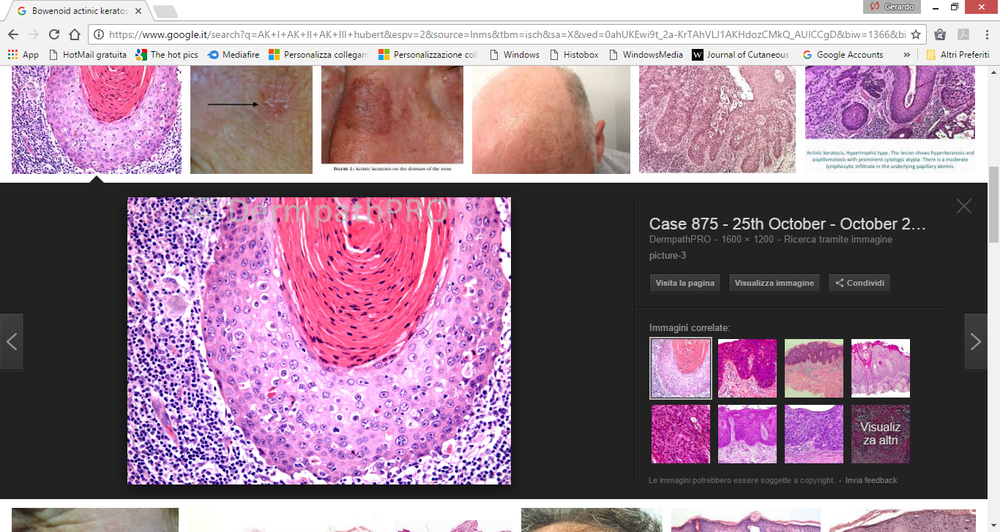 Bowenoid actinic keratos
Gerardo
https://www.google.it/search?q=AK+I+AK+II+AK+III+hubert&espv=2&source=lnms&tbm=isch&sa=X&ved=0ahUKEwi9t_2a-KrTAhVLJ1AKHdozCMkQ_AUICCgD&biw=1366&bi
App
HotMail gratuita
The hot pics
Mediafire
Personalizza collegam
Personalizzazione coll
Windows
Histobox
WindowsMedia
W
Journal of Cutaneous
Google Accounts
»
Altri Preferiti
FIGURE 1: Actinic keratosis on the dorsum of the nose
Actinic keratosis, Hypertrophic type. The lesion shows hyperkeratosis and
papillomatosis with prominent cytologic atypia. There is a moderate
lymphocytic infiltrate in the underlying papillary dermis.
© DermpathPRO
Case 875 - 25th October - October 2…
DermpathPRO - 1600 × 1200 - Ricerca tramite immagine
picture-3
Visita la pagina
Visualizza immagine
Condividi
Immagini correlate:
Visualiz
za altri
Le immagini potrebbero essere soggette a copyright. - Invia feedback